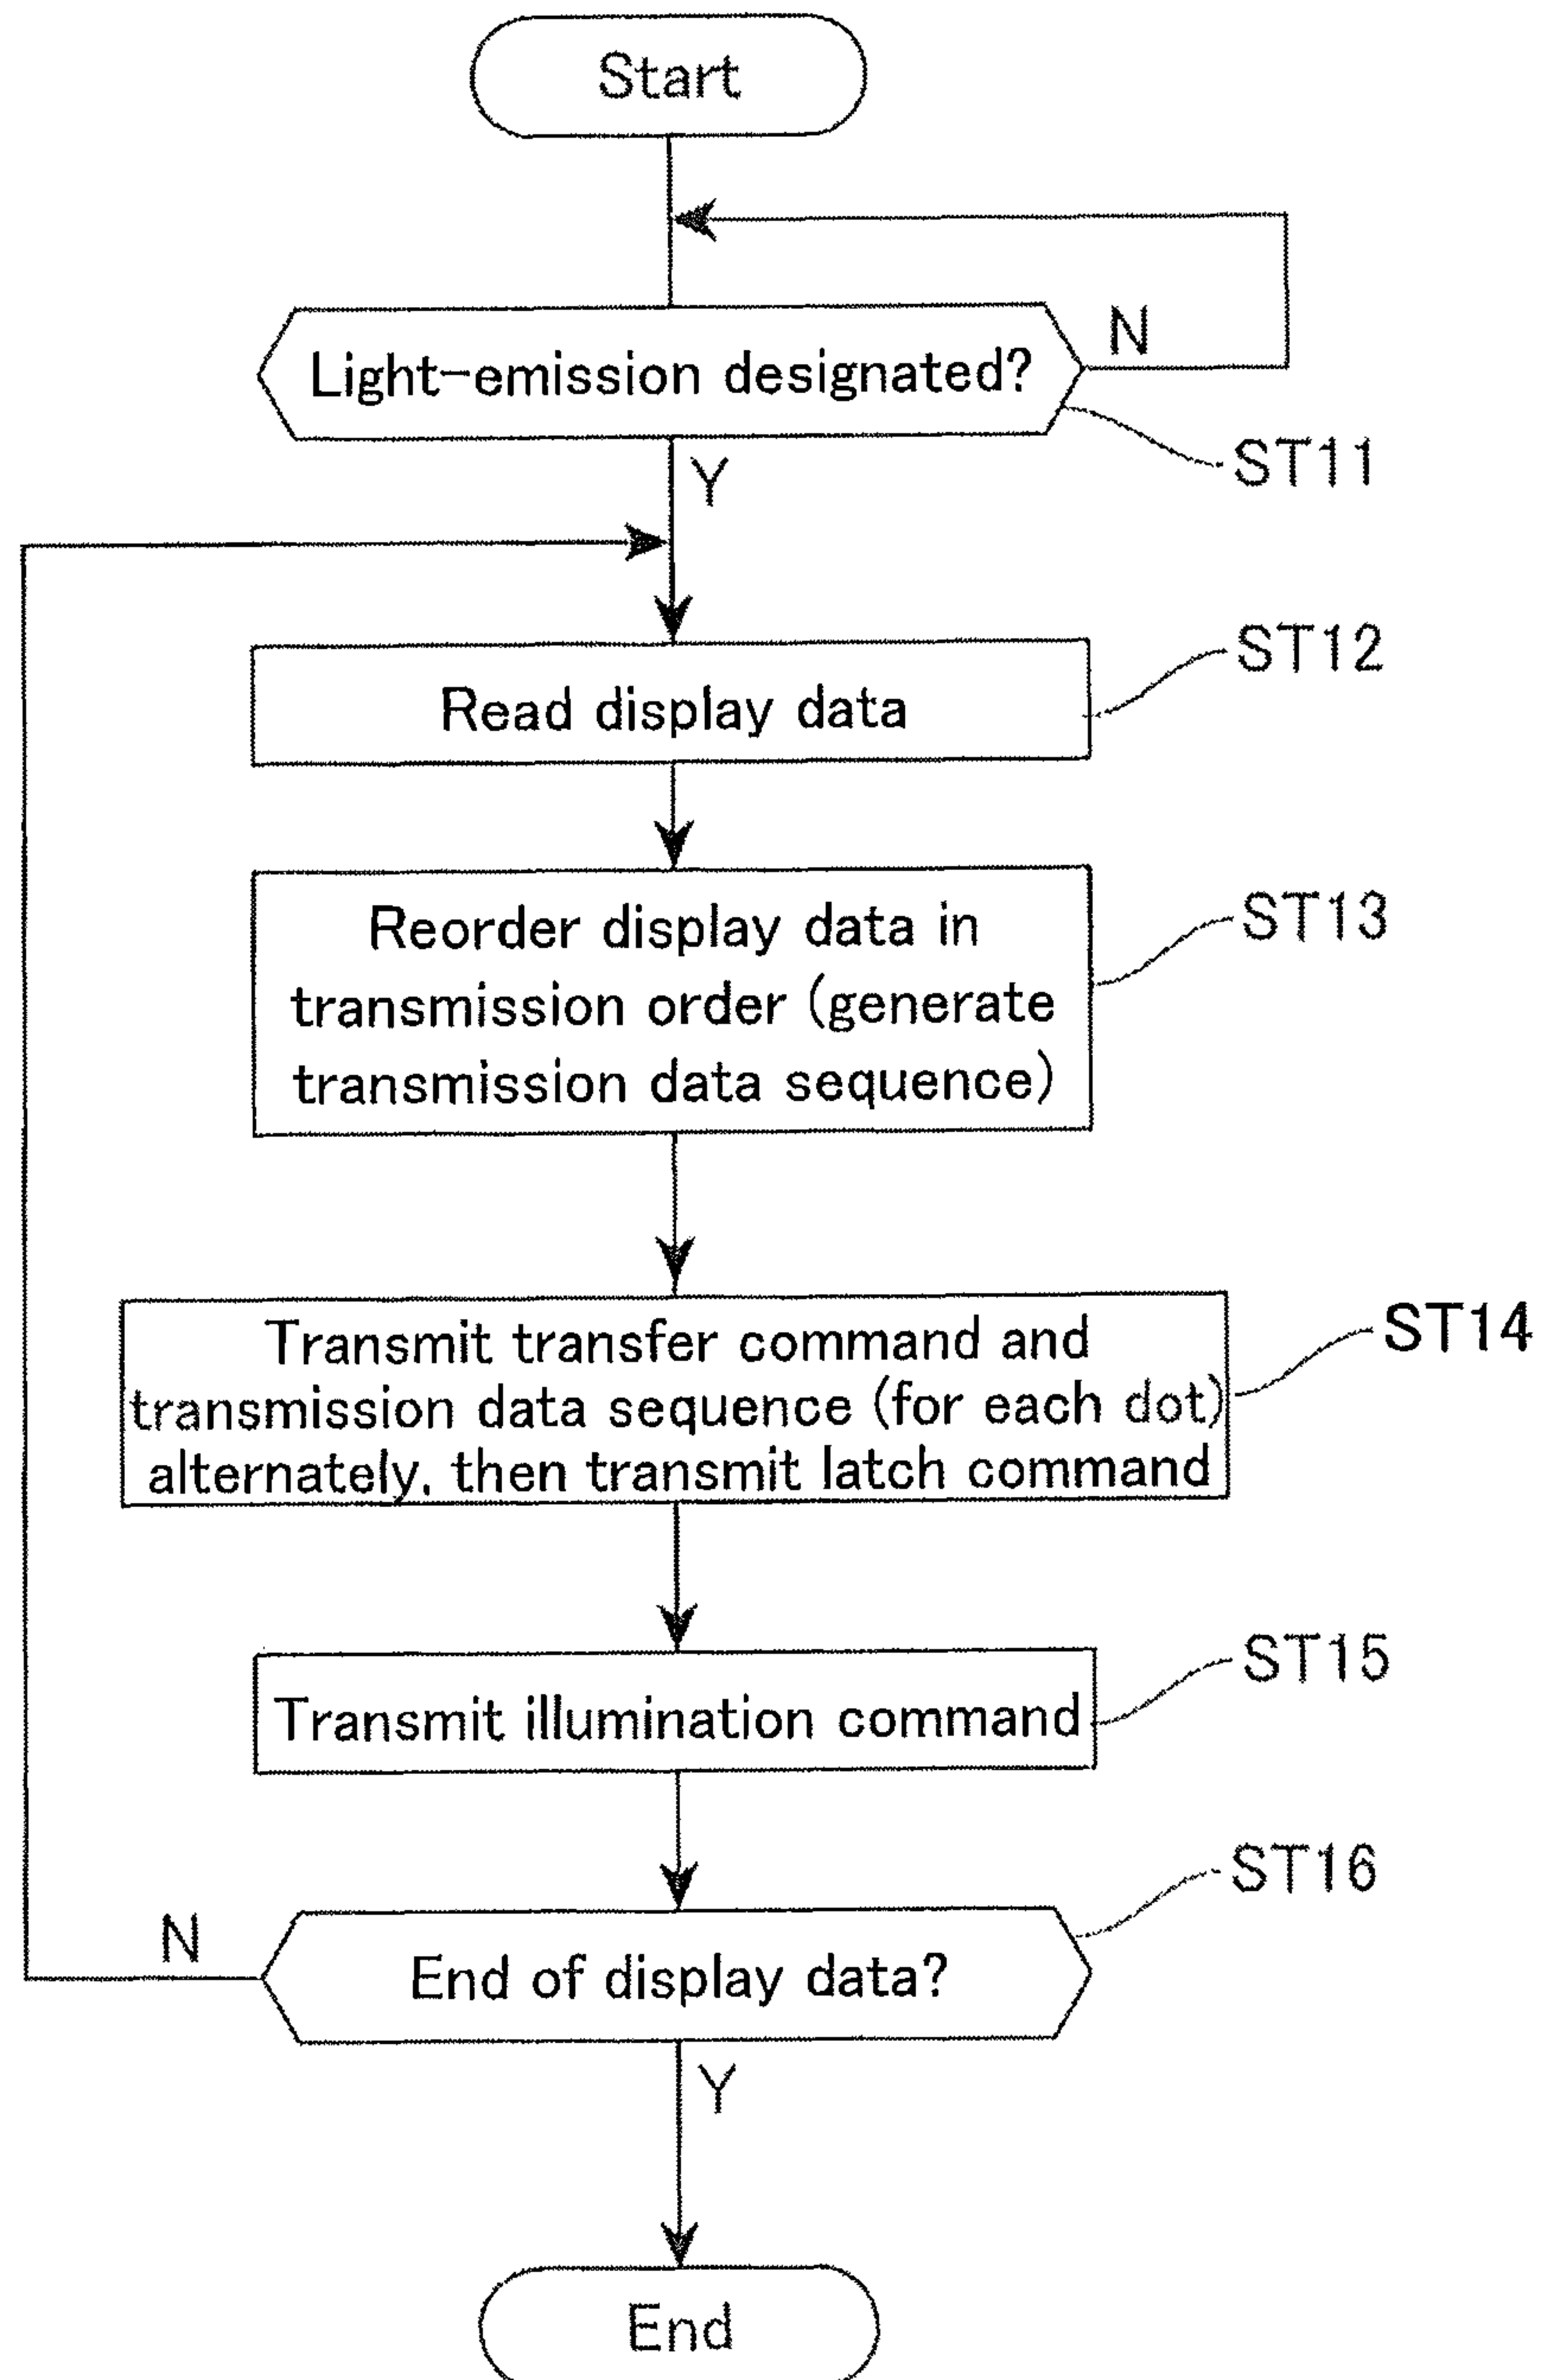 Start
Light-emission designated?
N
ST11
Y
ST12
Read display data
ST13
Reorder display data in
transmission order (generate
transmission data sequence)
ST14
Transmit transfer command and
transmission data sequence (for each dot)
alternately, then transmit latch command
ST15
Transmit illumination command
ST16
N
End of display data?
Y
End